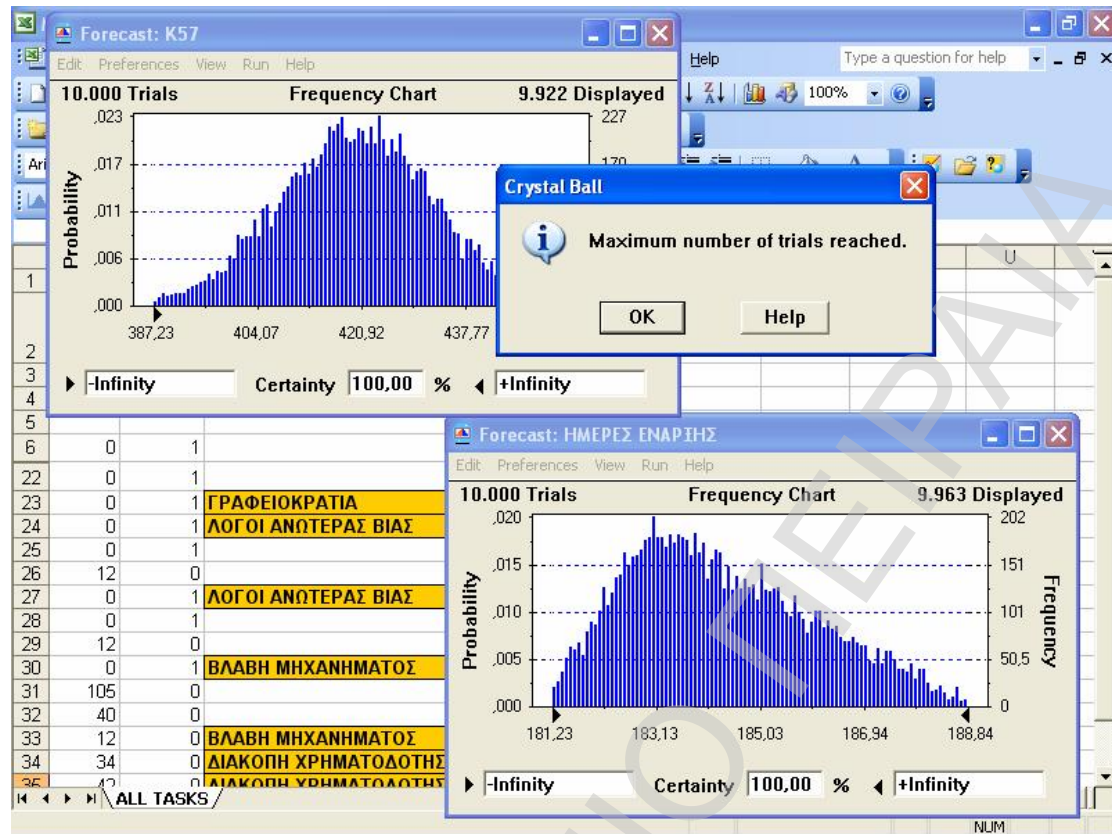 Forecast: K57
Edit Preferences View Run Help
10.000 Trials Frequency Chart 9.922 Displayed
,023
,017
,011
,006
,000
Probability
227
387,23 404,07 420,92 437,77
-Infinity Certainty 100,00 % +Infinity
Help
Type a question for help
100%
Ari
Crystal Ball
Maximum number of trials reached.
OK Help
U
1
2
3
4
5
6 0 1
22 0 1
23 0 1 ΓΡΑΦΕΙΟΚΡΑΤΙΑ
24 0 1 ΛΟΓΟΙ ΑΝΩΤΕΡΑΣ ΒΙΑΣ
25 0 1
26 12 0
27 0 1 ΛΟΓΟΙ ΑΝΩΤΕΡΑΣ ΒΙΑΣ
28 0 1
29 12 0
30 0 1 ΒΛΑΒΗ ΜΗΧΑΝΗΜΑΤΟΣ
31 105 0
32 40 0
33 12 0 ΒΛΑΒΗ ΜΗΧΑΝΗΜΑΤΟΣ
34 34 0 ΔΙΑΚΟΠΗ ΧΡΗΜΑΤΟΔΟΤΗΣ
ALL TASKS
Forecast: ΗΜΕΡΕΣ ΕΝΑΡΞΗΣ
Edit Preferences View Run Help
10.000 Trials Frequency Chart 9.963 Displayed
,020
,015
,010
,005
,000
Probability
202
151
101
50,5
0
Frequency
181,23 183,13 185,03 186,94 188,84
-Infinity Certainty 100,00 % +Infinity
NUM
ΠΕΙΡΑΙΑ